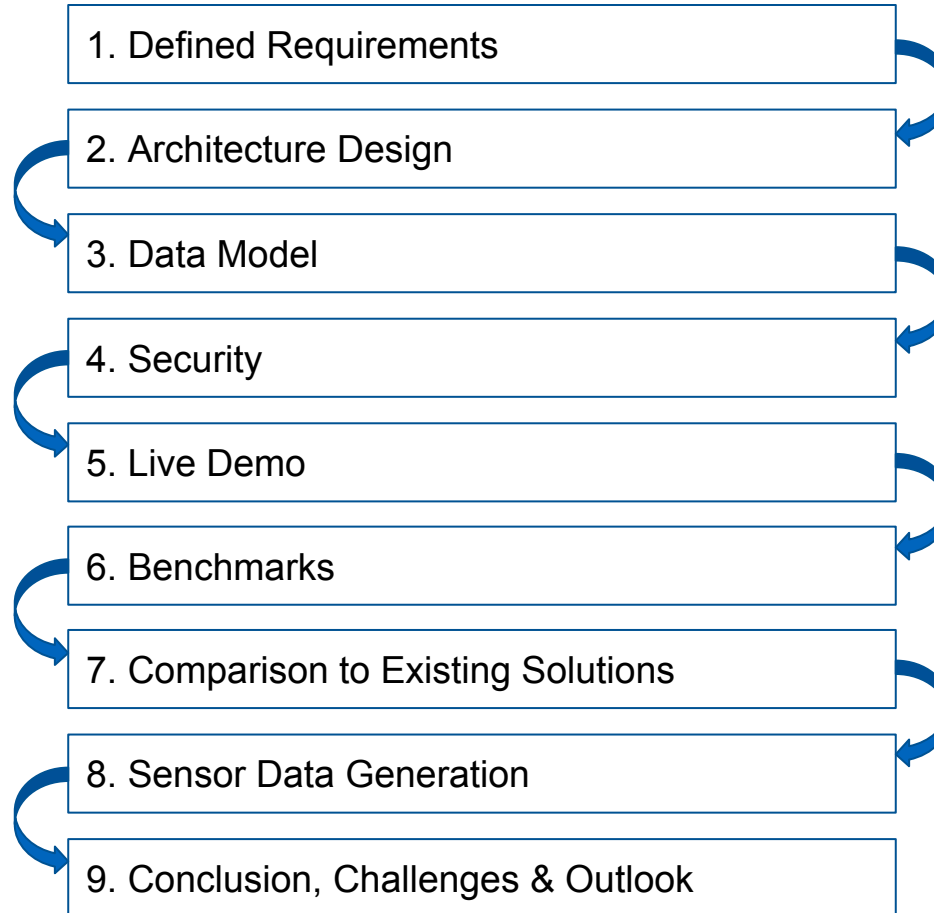 1. Defined Requirements
2. Architecture Design
3. Data Model
4. Security
5. Live Demo
6. Benchmarks
7. Comparison to Existing Solutions
8. Sensor Data Generation
9. Conclusion, Challenges & Outlook